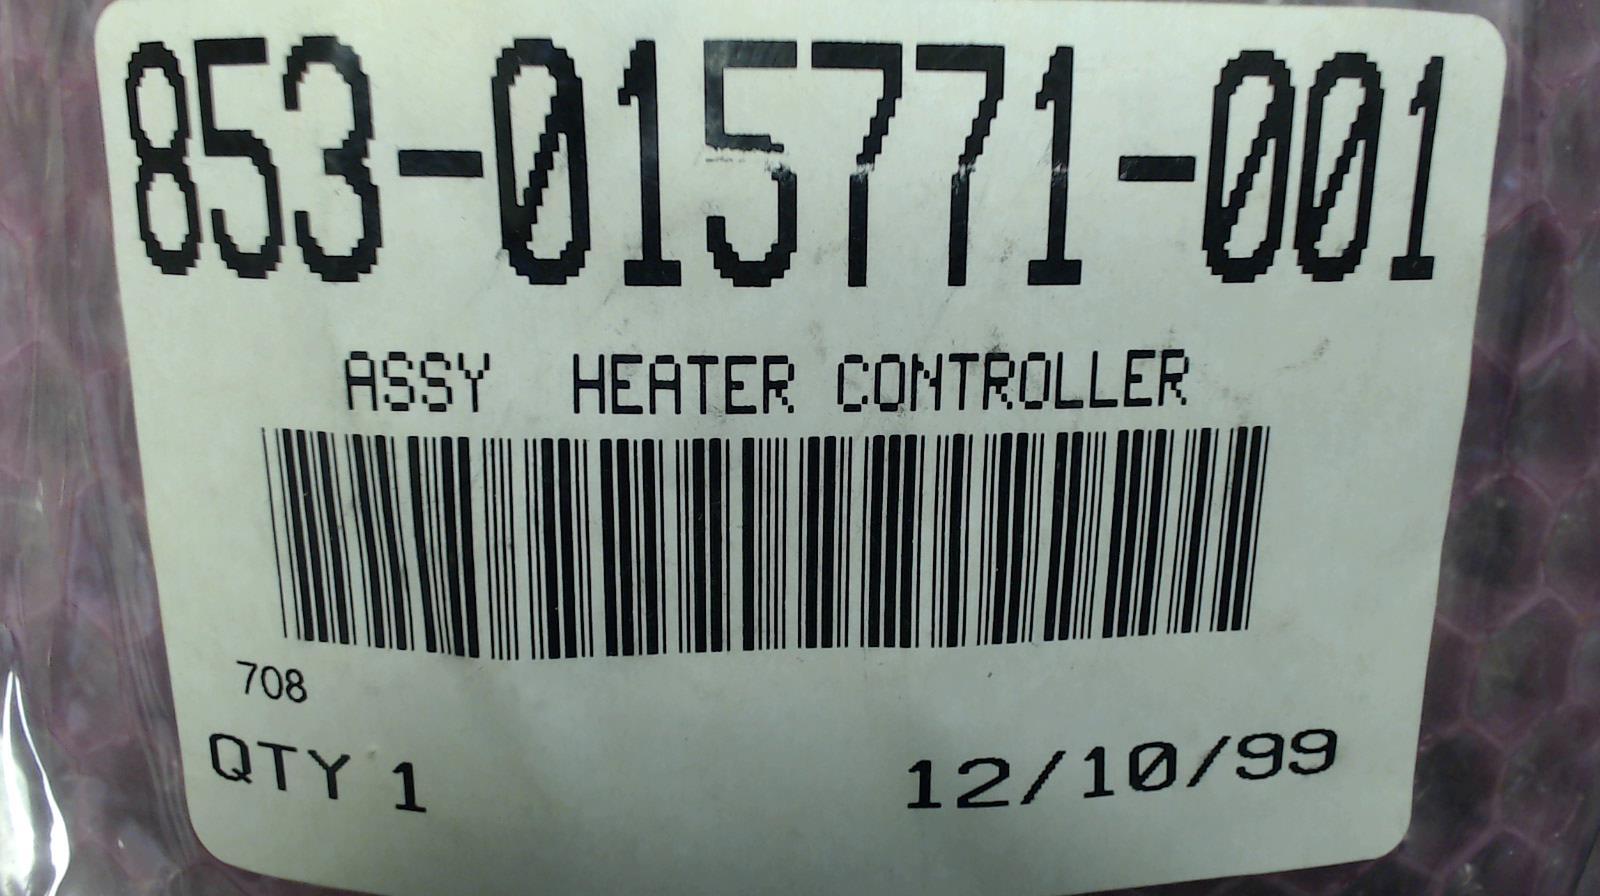 853-015771-001
ASSY HEATER CONTROLLER
708
QTY 1 12/10/99